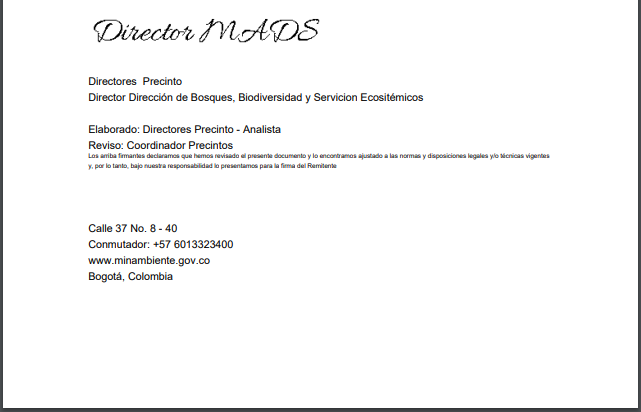 Director MADS
Directores  Precinto
Director Dirección de Bosques, Biodiversidad y Servicion Ecositémicos
Elaborado: Directores Precinto - Analista
Reviso: Coordinador Precintos
Los arriba firmantes declaramos que hemos revisado el presente documento y lo encontramos ajustado a las normas y disposiciones legales y/o técnicas vigentes
y, por lo tanto, bajo nuestra responsabilidad lo presentamos para la firma del Remitente
Calle 37 No. 8 - 40
Conmutador: +57 6013323400
www.minambiente.gov.co
Bogotá, Colombia